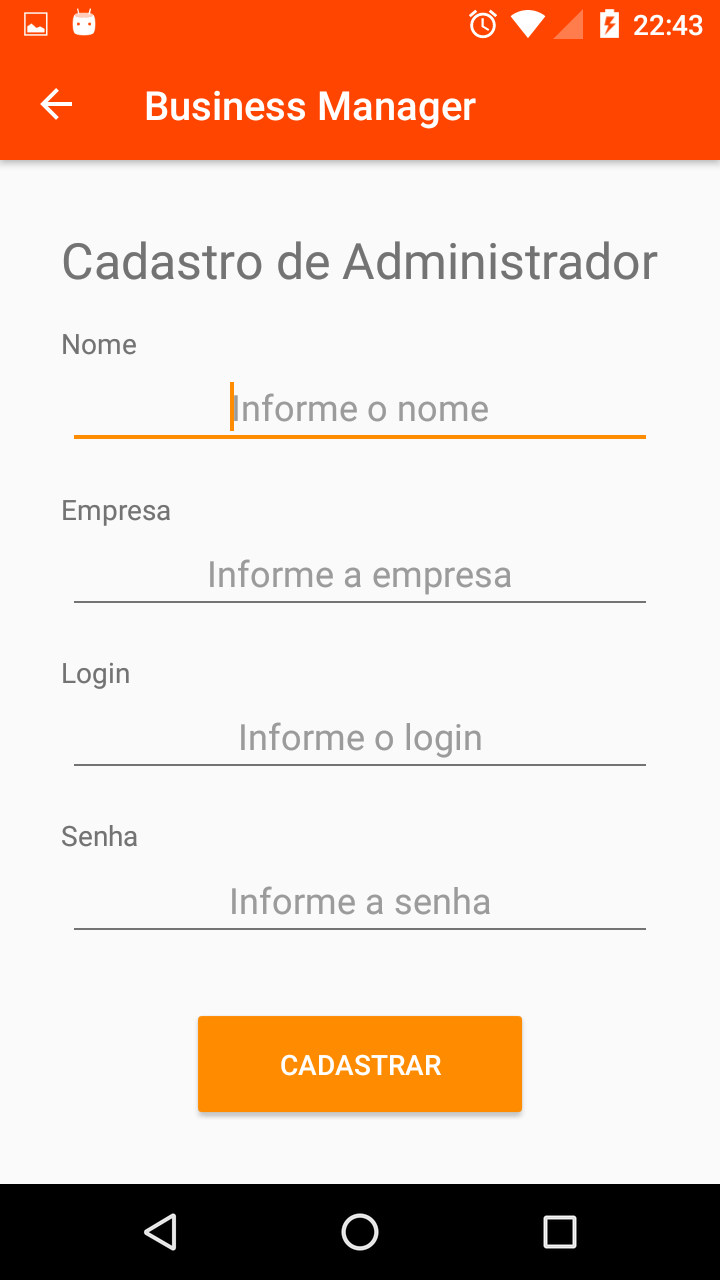 22:43
Business Manager
Cadastro de Administrador
Nome
Informe o nome
Empresa
Informe a empresa
Login
Informe o login
Senha
Informe a senha
CADASTRAR